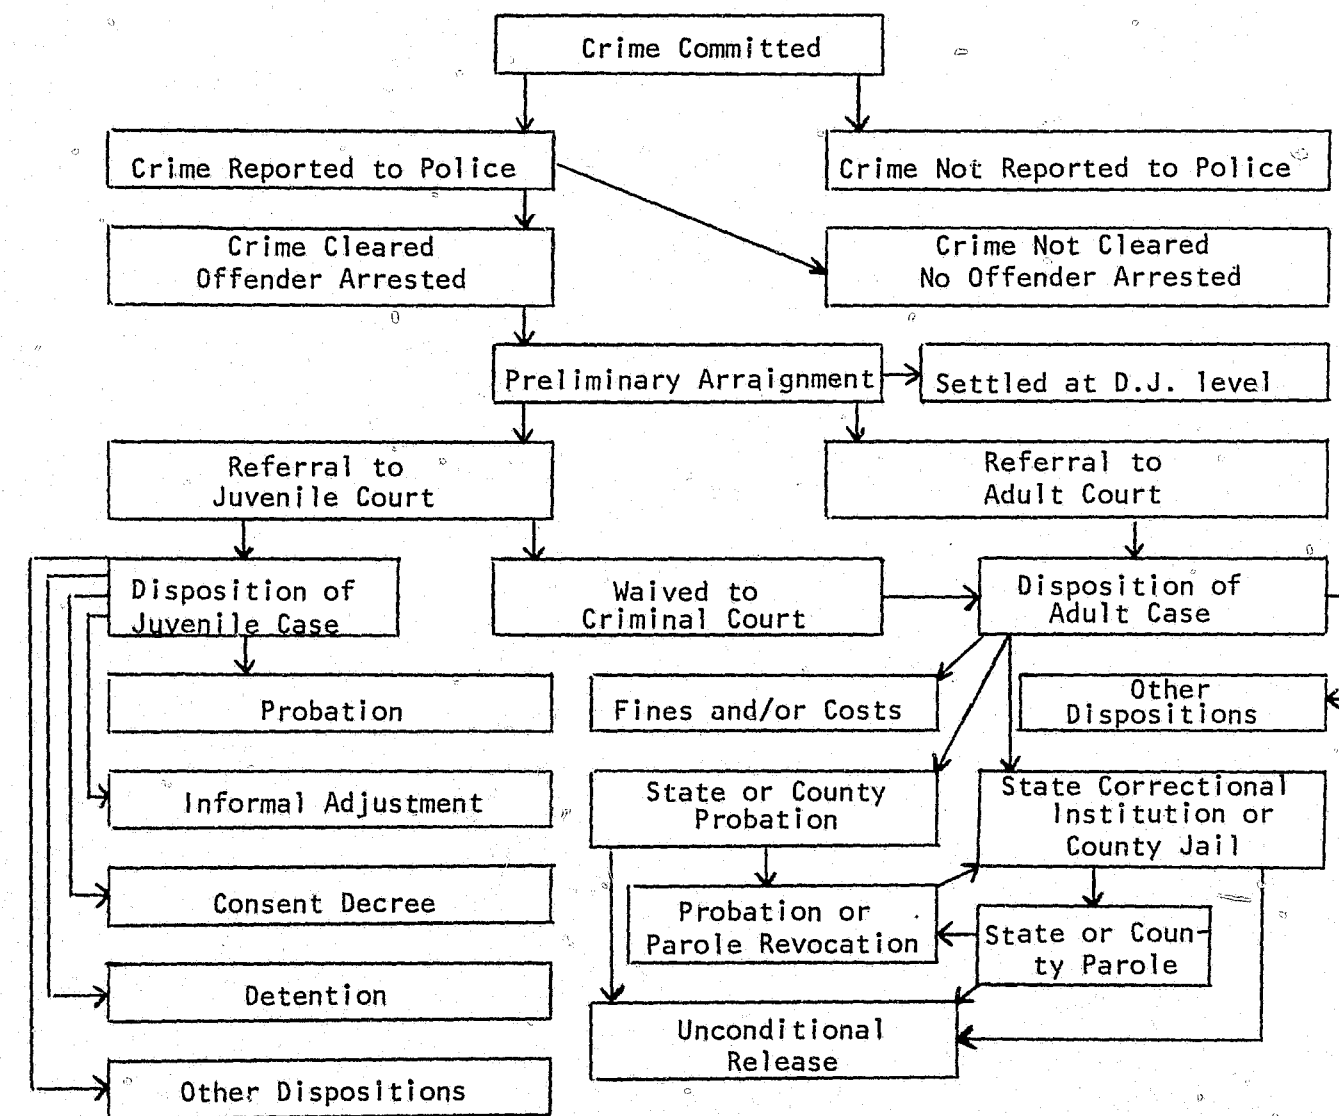 Crime Committed
Crime Reported to Police
Crime Not Reported to Police
Crime Cleared
Offender Arrested
Crime Not Cleared
No Offender Arrested
Preliminary Arraignment
Settled at D.J. level
Referral to
Juvenile Court
Referral to
Adult Court
Disposition of
Juvenile Case
Waived to
Criminal Court
Disposition of
Adult Case
Probation
Fines and/or Costs
Other
Dispositions
Informal Adjustment
State or County
Probation
State Correctional
Institution or
County Jail
Consent Decree
Probation or
Parole Revocation
State or Coun-
ty Parole
Detention
Unconditional
Release
Other Dispositions